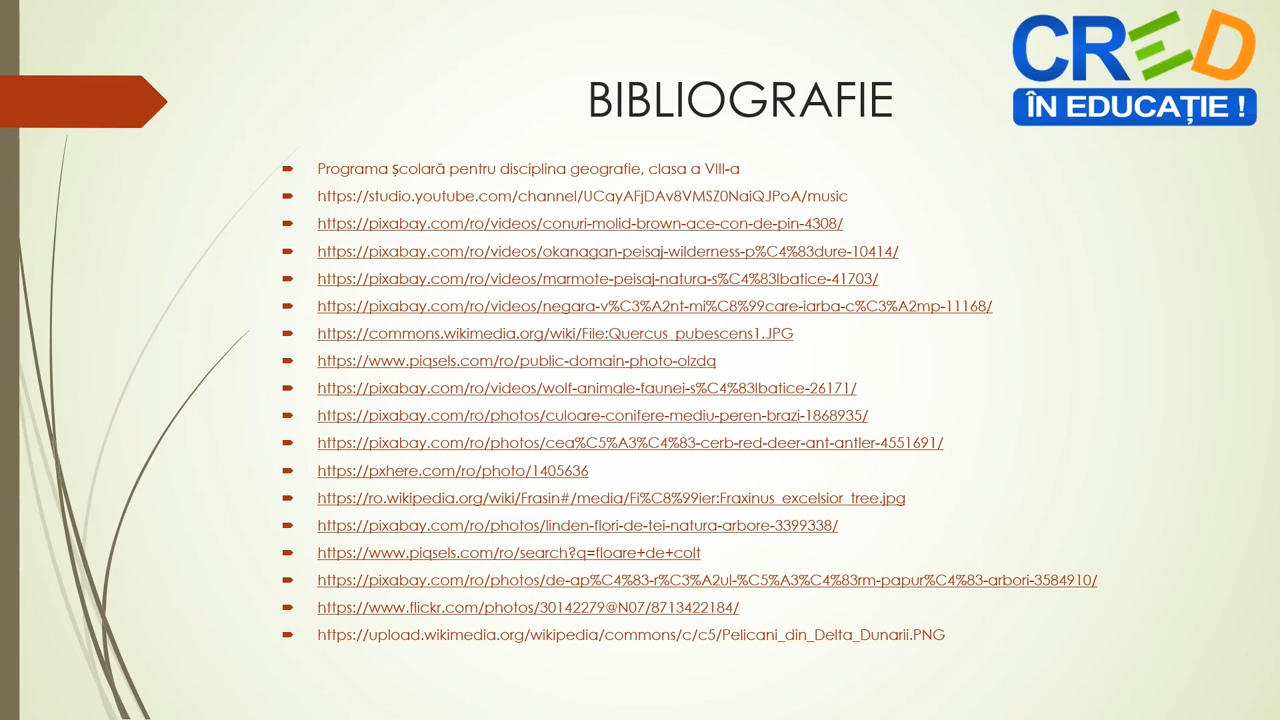 CRED
ÎN EDUCAȚIE !
BIBLIOGRAFIE
Programa școlară pentru disciplina geografie, clasa a VIII-a
https://studio.youtube.com/channel/UCayAFjDAv8VMSZ0NaiQJPoA/music
https://pixabay.com/ro/videos/conuri-molid-brown-ace-con-de-pin-4308/
https://pixabay.com/ro/videos/okanagan-peisaj-wilderness-p%C4%83dure-10414/
https://pixabay.com/ro/videos/marmote-peisaj-natura-s%C4%83lbatice-41703/
https://pixabay.com/ro/videos/negara-v%C3%A2nt-mi%C8%99care-iarba-c%C3%A2mp-11168/
https://commons.wikimedia.org/wiki/File:Quercus_pubescens1.JPG
https://www.piqsels.com/ro/public-domain-photo-olzdq
https://pixabay.com/ro/videos/wolf-animale-faunei-s%C4%83lbatice-26171/
https://pixabay.com/ro/photos/culoare-conifere-mediu-peren-brazi-1868935/
https://pixabay.com/ro/photos/cea%C5%A3%C4%83-cerb-red-deer-ant-antler-4551691/
https://pxhere.com/ro/photo/1405636
https://ro.wikipedia.org/wiki/Frasin#/media/Fi%C8%99ier:Fraxinus_excelsior_tree.jpg
https://pixabay.com/ro/photos/linden-flori-de-tei-natura-arbore-3399338/
https://www.piqsels.com/ro/search?q=floare+de+colt
https://pixabay.com/ro/photos/de-ap%C4%83-r%C3%A2ul-%C5%A3%C4%83rm-papur%C4%83-arbori-3584910/
https://www.flickr.com/photos/30142279@N07/8713422184/
https://upload.wikimedia.org/wikipedia/commons/c/c5/Pelicani_din_Delta_Dunarii.PNG